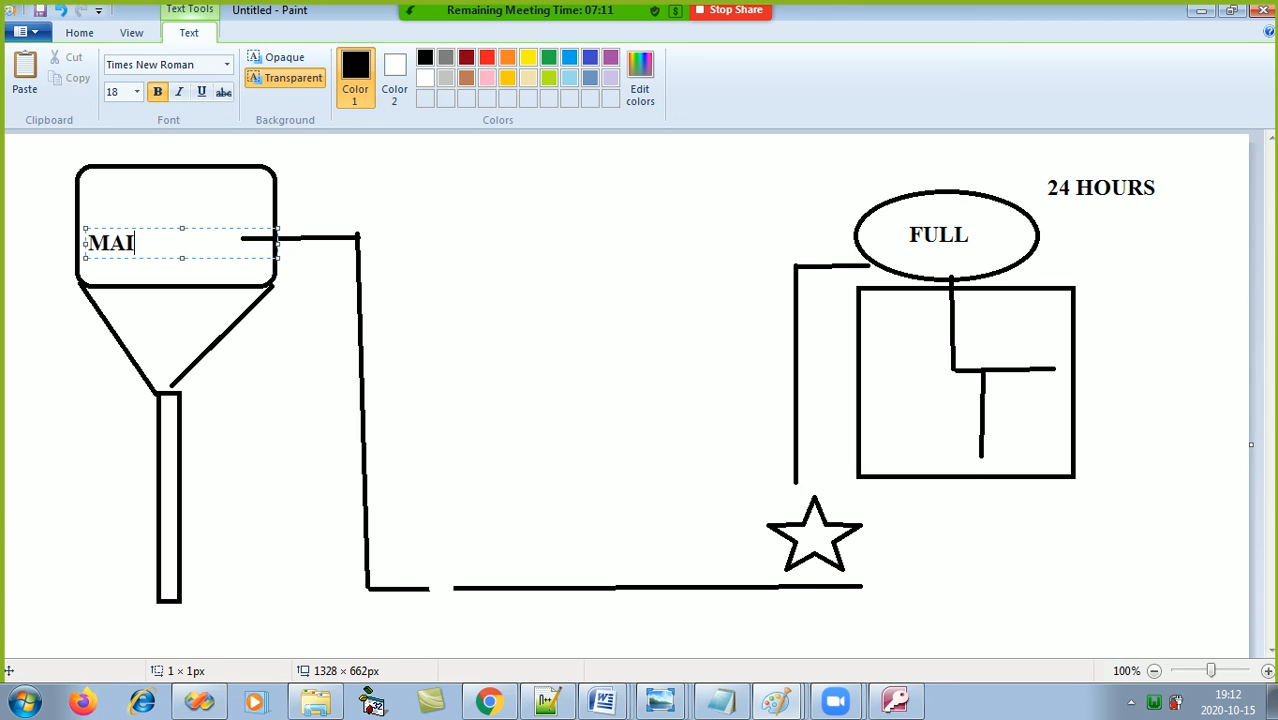 Text Tools
Untitled - Paint
Remaining Meeting Time: 07:11
$
Stop Share
Home
View
Text
Paste
Cut
Copy
Clipboard
Times New Roman
18
B I U abc
Font
Opaque
Transparent
Background
Color 1
Color 2
Edit colors
Colors
24 HOURS
FULL
MAI
1 × 1px
1328 × 662px
100%
32
N++
W
19:12
2020-10-15